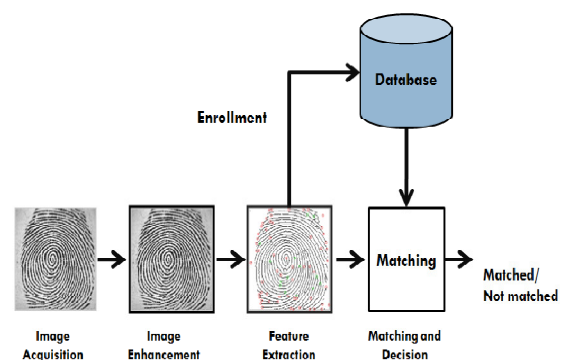 Database
Enrollment
Matching
Matched/
Not matched
Image
Acquisition
Image
Enhancement
Feature
Extraction
Matching and
Decision